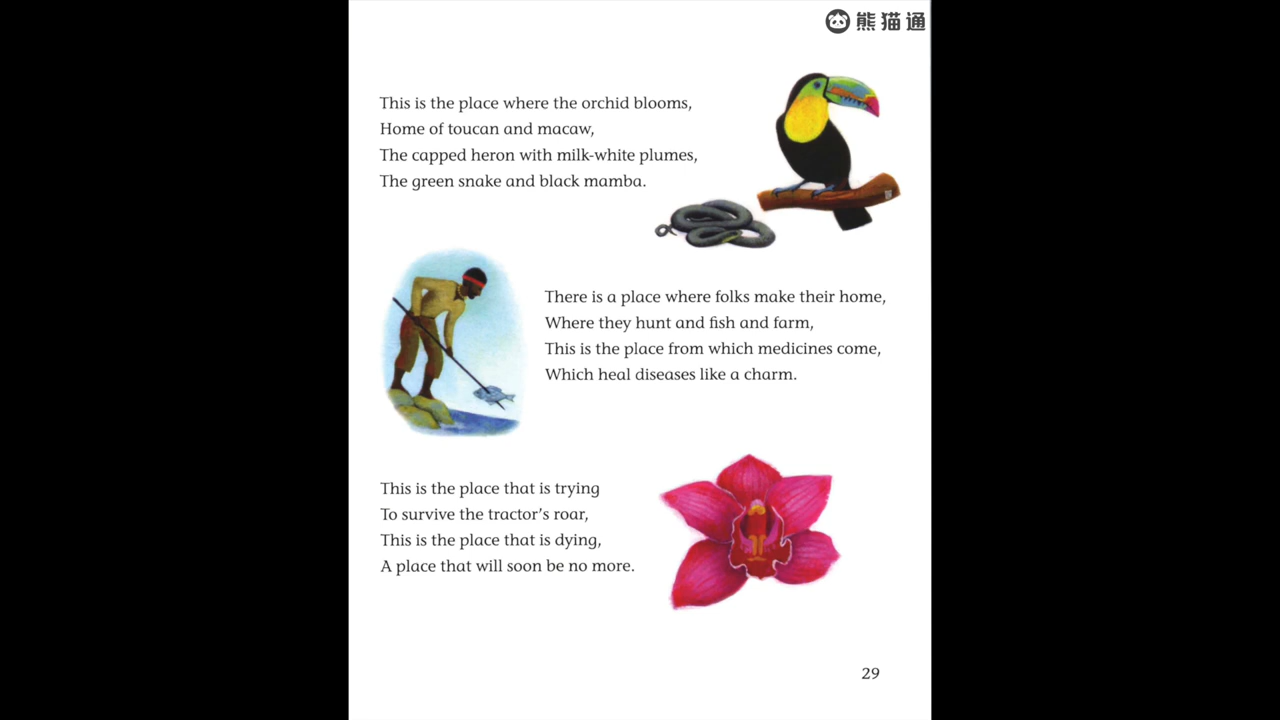 熊猫通
This is the place where the orchid blooms,
Home of toucan and macaw,
The capped heron with milk-white plumes,
The green snake and black mamba.
There is a place where folks make their home,
Where they hunt and fish and farm,
This is the place from which medicines come,
Which heal diseases like a charm.
This is the place that is trying
To survive the tractor's roar,
This is the place that is dying,
A place that will soon be no more.
29